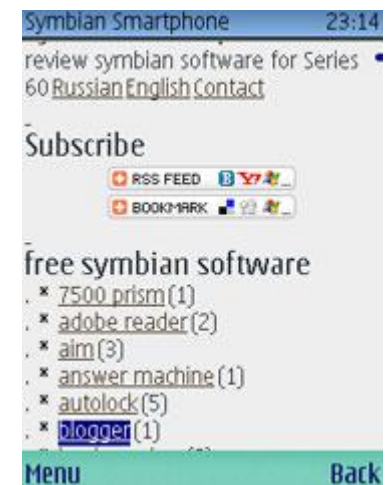 Symbian Smartphone 23:14
review symbian software for Series
60 Russian English Contact
Subscribe
RSS FEED
BOOKMARK
free symbian software
. * 7500 prism (1)
. * adobe reader (2)
. * aim (3)
. * answer machine (1)
. * autolock (5)
. * blogger (1)
Menu Back